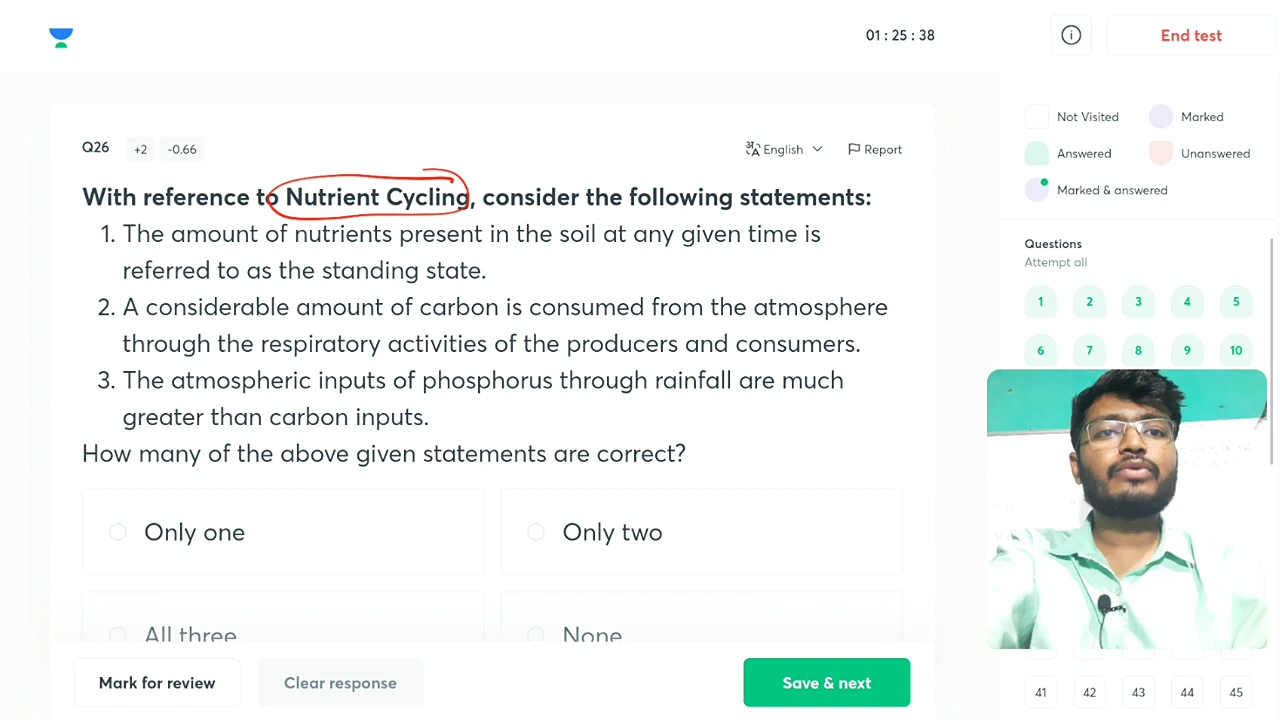 01 : 25 : 38
End test
Q26 +2 -0.66
English
Report
With reference to Nutrient Cycling, consider the following statements:
1. The amount of nutrients present in the soil at any given time is
referred to as the standing state.
2. A considerable amount of carbon is consumed from the atmosphere
through the respiratory activities of the producers and consumers.
3. The atmospheric inputs of phosphorus through rainfall are much
greater than carbon inputs.
How many of the above given statements are correct?
Only one
Only two
All three
None
Mark for review
Clear response
Save & next
Not Visited
Marked
Answered
Unanswered
Marked & answered
Questions
Attempt all
1 2 3 4 5
6 7 8 9 10
41 42 43 44 45